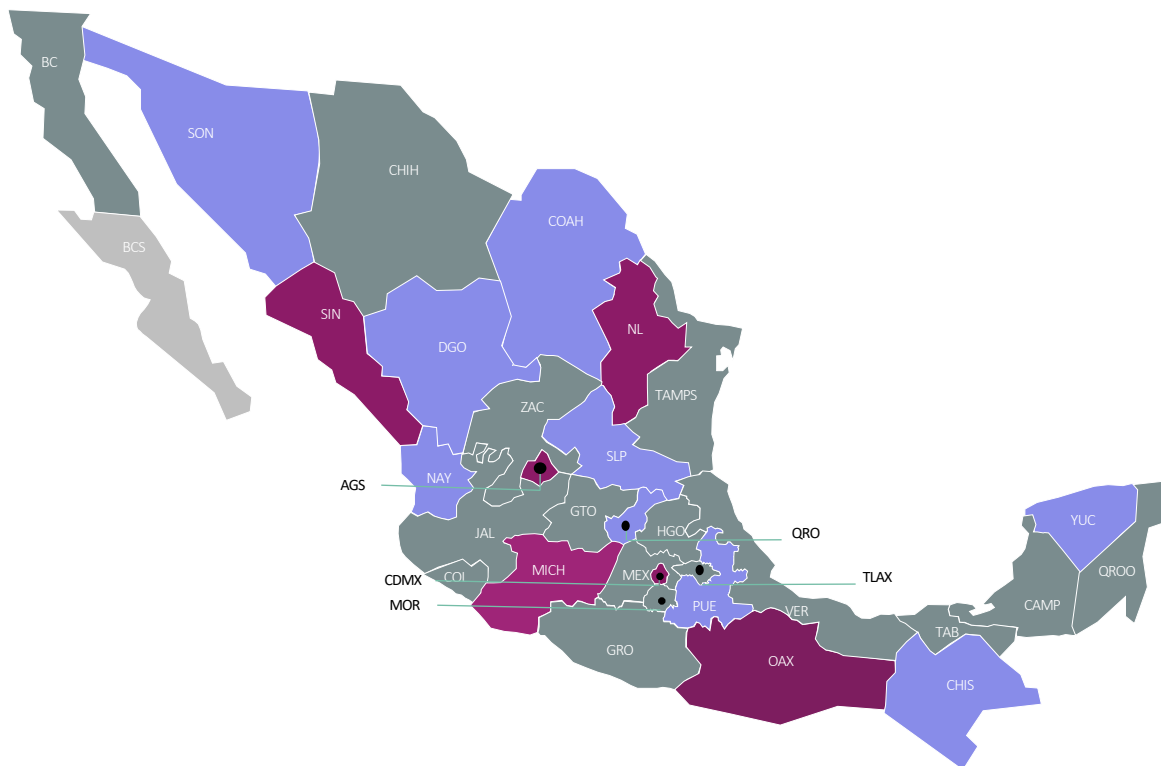 BC
SON
CHIH
COAH
BCS
SIN
NL
DGO
TAMPS
ZAC
SLP
NAY
AGS
GTO
JAL
HGO
QRO
YUC
MICH
MEX
COL
QROO
CDMX
TLAX
MOR
PUE
VER
CAMP
TAB
GRO
OAX
CHIS